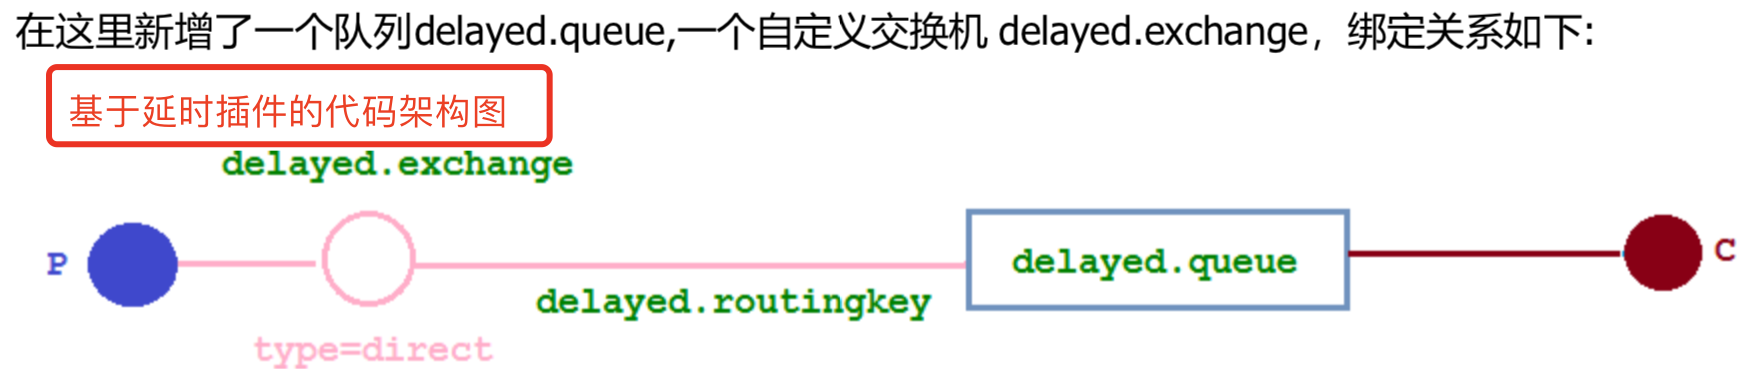 在这里新增了一个队列delayed.queue,一个自定义交换机 delayed.exchange，绑定关系如下:
基于延时插件的代码架构图
delayed.exchange
P
delayed.queue
C
delayed.routingkey
type=direct